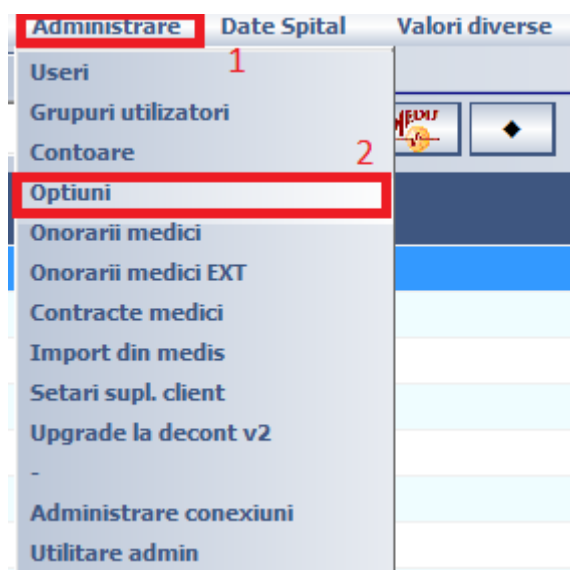 Administrare Date Spital Valori diverse
Useri 1
Grupuri utilizatori
Contoare 2
Optiuni
Onorarii medici
Onorarii medici EXT
Contracte medici
Import din medis
Setari supl. client
Upgrade la decont v2
-
Administrare conexiuni
Utilitare admin